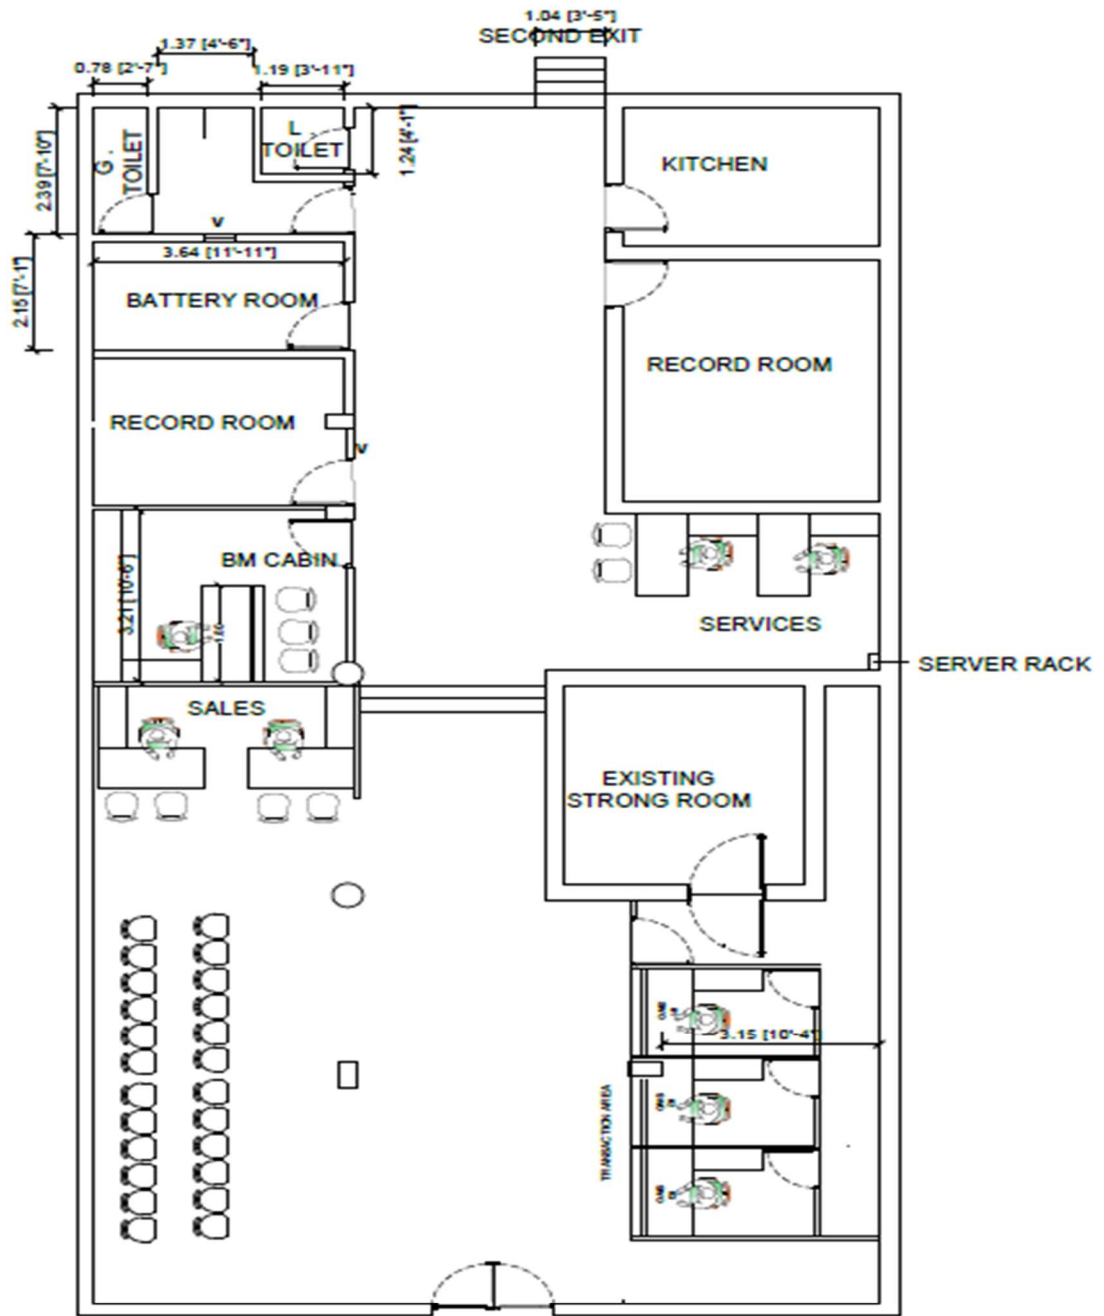 1.04 [3'-5"]
SECOND EXIT
1.37 [4'-6"]
0.78 [2'-7"]
1.19 [3'-11"]
2.39 [7'-10"]
G.
TOILET
L.
TOILET
1.24 [4'-1"]
KITCHEN
V
3.64 [11'-11"]
2.15 [7'-1"]
BATTERY ROOM
RECORD ROOM
RECORD ROOM
V
BM CABIN
3.21 [10'-6"]
1.80
SERVICES
SERVER RACK
SALES
EXISTING
STRONG ROOM
3.15 [10'-4"]
TRANSACTION AREA